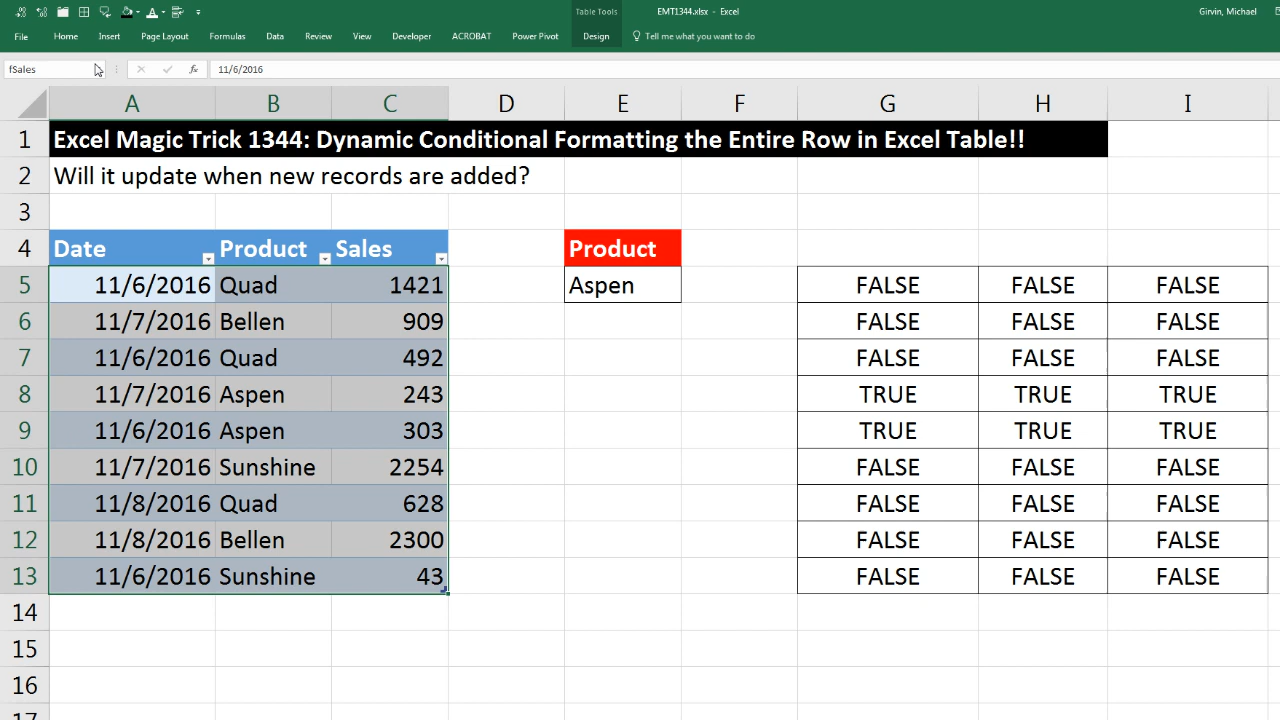 Table Tools
EMT1344.xlsx - Excel
Girvin, Michael
File Home Insert Page Layout Formulas Data Review View Developer ACROBAT Power Pivot Design Tell me what you want to do
fSales fx 11/6/2016
A B C D E F G H I
1 Excel Magic Trick 1344: Dynamic Conditional Formatting the Entire Row in Excel Table!!
2 Will it update when new records are added?
3
4 Date Product Sales Product
5 11/6/2016 Quad 1421 Aspen FALSE FALSE FALSE
6 11/7/2016 Bellen 909 FALSE FALSE FALSE
7 11/6/2016 Quad 492 FALSE FALSE FALSE
8 11/7/2016 Aspen 243 TRUE TRUE TRUE
9 11/6/2016 Aspen 303 TRUE TRUE TRUE
10 11/7/2016 Sunshine 2254 FALSE FALSE FALSE
11 11/8/2016 Quad 628 FALSE FALSE FALSE
12 11/8/2016 Bellen 2300 FALSE FALSE FALSE
13 11/6/2016 Sunshine 43 FALSE FALSE FALSE
14
15
16
17